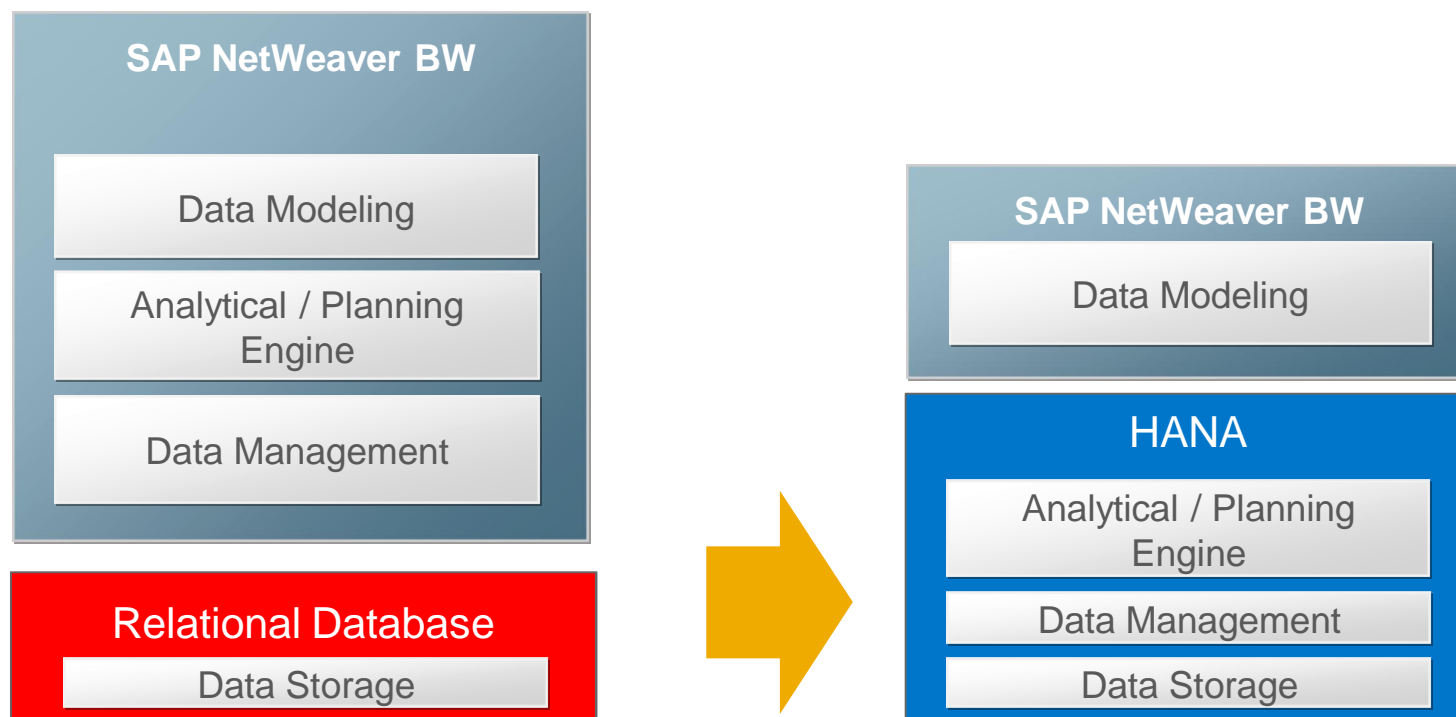 SAP NetWeaver BW
Data Modeling
Analytical / Planning
Engine
Data Management
Relational Database
Data Storage
SAP NetWeaver BW
Data Modeling
HANA
Analytical / Planning
Engine
Data Management
Data Storage